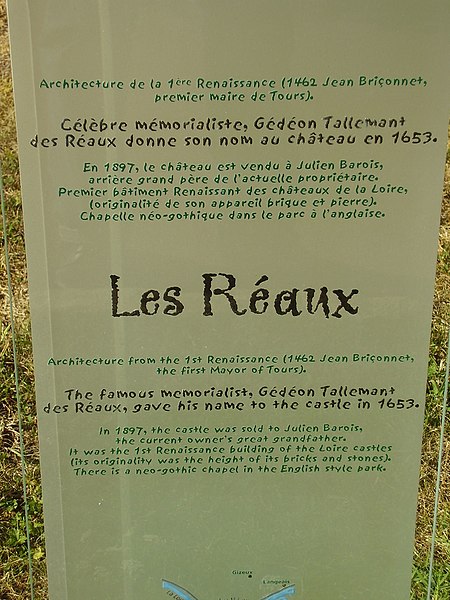 Architecture de la 1ère Renaissance (1462 Jean Briçonnet,
premier maire de Tours).
Célèbre mémorialiste, Gédéon Tallemant
des Réaux donne son nom au château en 1653.
En 1897, le château est vendu à Julien Barois,
arrière grand père de l'actuelle propriétaire.
Premier bâtiment Renaissant des châteaux de la Loire,
(originalité de son appareil brique et pierre).
Chapelle néo-gothique dans le parc à l'anglaise.
Les Réaux
Architecture from the 1st Renaissance (1462 Jean Briçonnet,
the first Mayor of Tours).
The famous memorialist, Gédéon Tallemant
des Réaux, gave his name to the castle in 1653.
In 1897, the castle was sold to Julien Barois,
the current owner's great grandfather.
It was the 1st Renaissance building of the Loire castles
(its originality was the height of its bricks and stones).
There is a neo-gothic chapel in the English style park.
Gizeux
Langeais